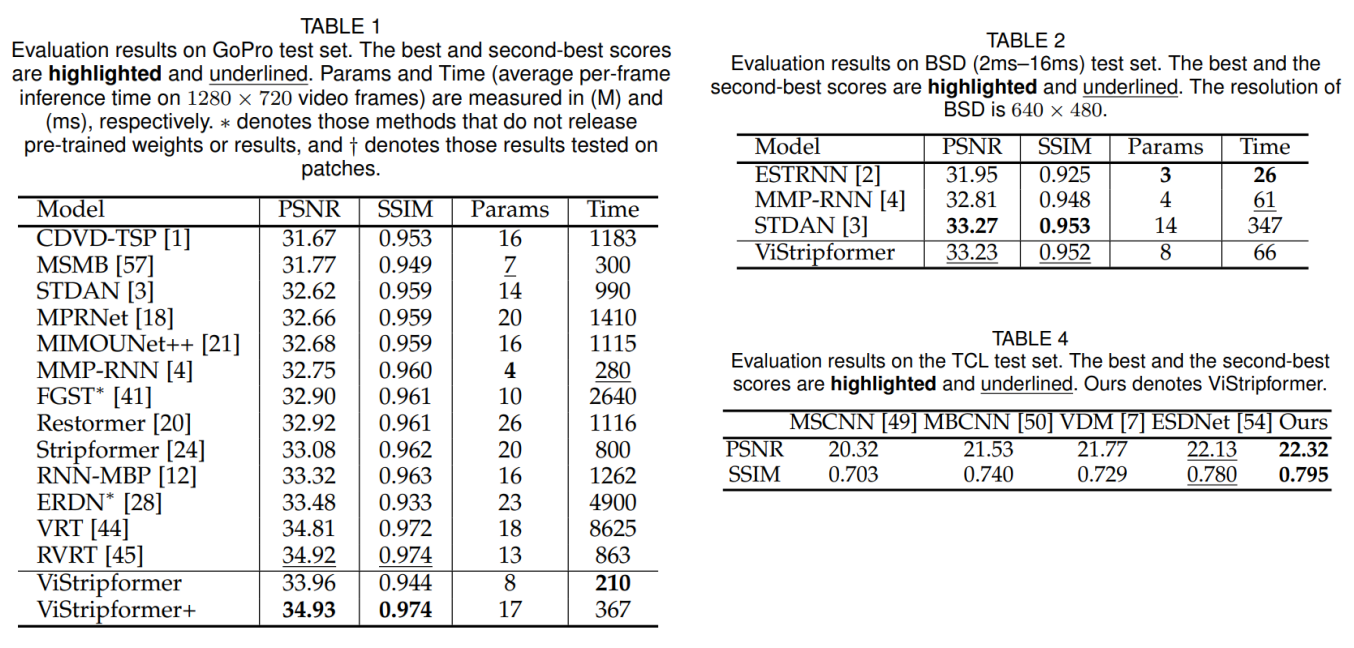 TABLE 1
Evaluation results on GoPro test set. The best and second-best scores
are highlighted and underlined. Params and Time (average per-frame
inference time on 1280 × 720 video frames) are measured in (M) and
(ms), respectively. ∗ denotes those methods that do not release
pre-trained weights or results, and † denotes those results tested on
patches.
Model PSNR SSIM Params Time
CDVD-TSP [1] 31.67 0.953 16 1183
MSMB [57] 31.77 0.949 7 300
STDAN [3] 32.62 0.959 14 990
MPRNet [18] 32.66 0.959 20 1410
MIMOUNet++ [21] 32.68 0.959 16 1115
MMP-RNN [4] 32.75 0.960 4 280
FGST* [41] 32.90 0.961 10 2640
Restormer [20] 32.92 0.961 26 1116
Stripformer [24] 33.08 0.962 20 800
RNN-MBP [12] 33.32 0.963 16 1262
ERDN* [28] 33.48 0.933 23 4900
VRT [44] 34.81 0.972 18 8625
RVRT [45] 34.92 0.974 13 863
ViStripformer 33.96 0.944 8 210
ViStripformer+ 34.93 0.974 17 367
TABLE 2
Evaluation results on BSD (2ms–16ms) test set. The best and the
second-best scores are highlighted and underlined. The resolution of
BSD is 640 × 480.
Model PSNR SSIM Params Time
ESTRNN [2] 31.95 0.925 3 26
MMP-RNN [4] 32.81 0.948 4 61
STDAN [3] 33.27 0.953 14 347
ViStripformer 33.23 0.952 8 66
TABLE 4
Evaluation results on the TCL test set. The best and the second-best
scores are highlighted and underlined. Ours denotes ViStripformer.
MSCNN [49] MBCNN [50] VDM [7] ESDNet [54] Ours
PSNR 20.32 21.53 21.77 22.13 22.32
SSIM 0.703 0.740 0.729 0.780 0.795